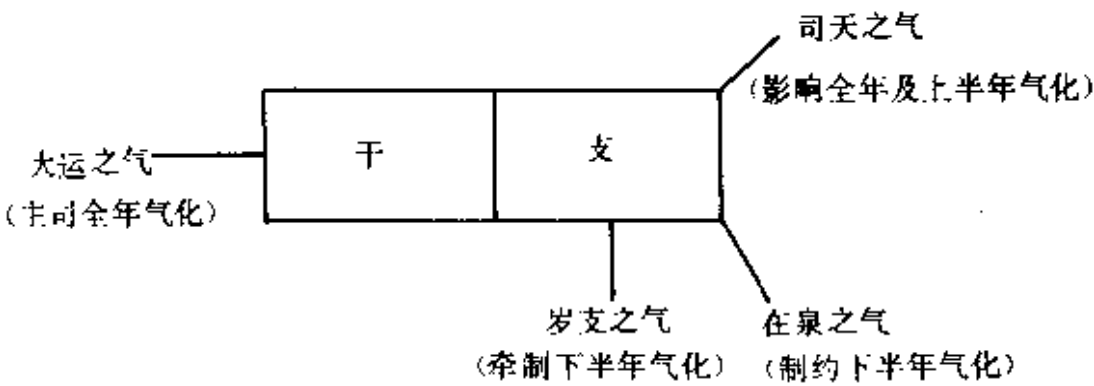 司天之气
(影响全年及上半年气化)
干
支
大运之气
(主司全年气化)
岁支之气
(牵制下半年气化)
在泉之气
(制约下半年气化)